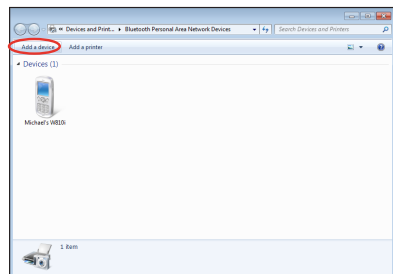 Devices and Print... ▸ Bluetooth Personal Area Network Devices
Search Devices and Printers
Add a device Add a printer
Devices (1)
Michael's W810i
1 item